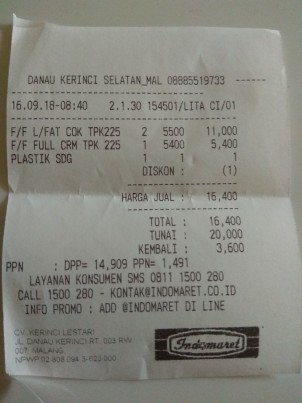 DANAU KERINCI SELATAN_MAL 08885519733 ------
16.09.18-08:40 2.1.30 154501/LITA CI/01
F/F L/FAT COK TPK225 2 5500 11,000
F/F FULL CRM TPK 225 1 5400 5,400
PLASTIK SDG 1 1 1
DISKON : (1)
HARGA JUAL : 16,400
TOTAL : 16,400
TUNAI : 20,000
KEMBALI : 3,600
PPN : DPP= 14,909 PPN= 1,491
LAYANAN KONSUMEN SMS 0811 1500 280
CALL 1500 280 - KONTAK@INDOMARET.CO.ID
INFO PROMO : ADD @INDOMARET DI LINE
CV. KERINCI LESTARI
JL. DANAU KERINCI RT. 003 RW.
007, MALANG.
NPWP
Indomaret